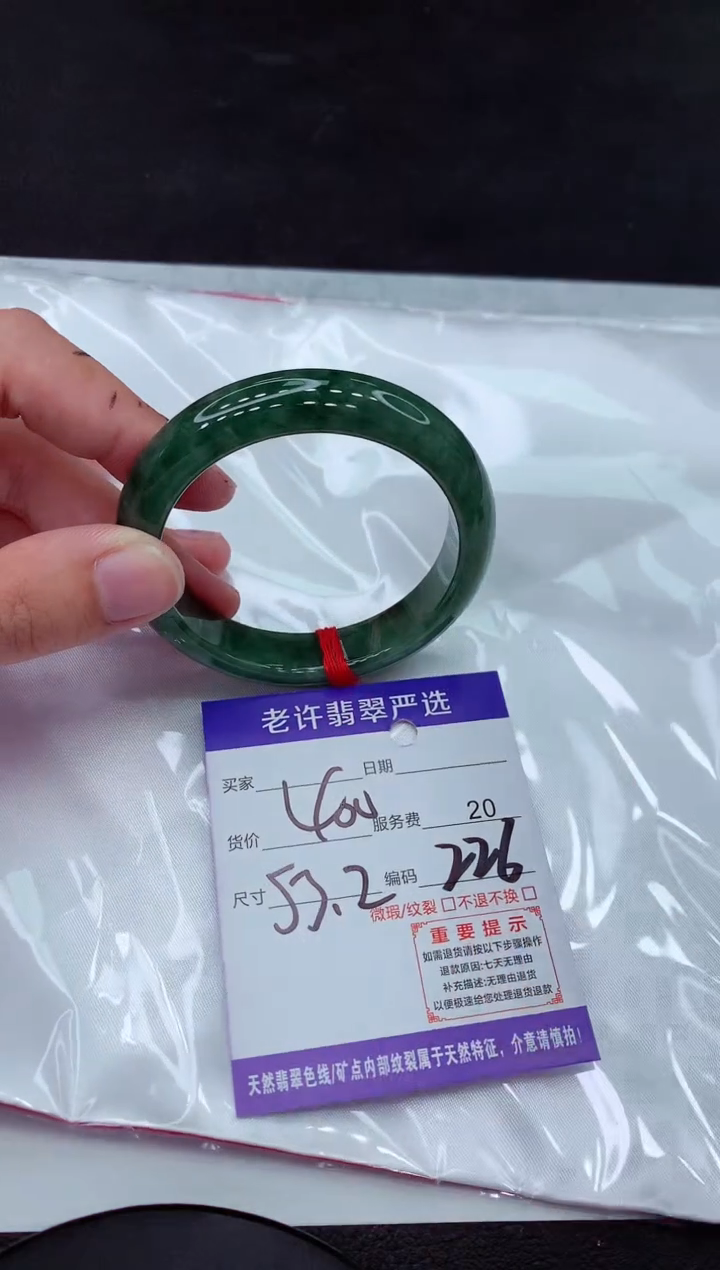 老许翡翠严选
买家 日期
货价 400 服务费 20
尺寸 53.2 编码 226
微瑕/纹裂 □不退不换 □
重要提示
如需退货请按以下步骤操作
退款原因:七天无理由
补充描述:无理由退货
以便极速给您处理退货退款
天然翡翠色线/矿点内部纹裂属于天然特征，介意请慎拍！